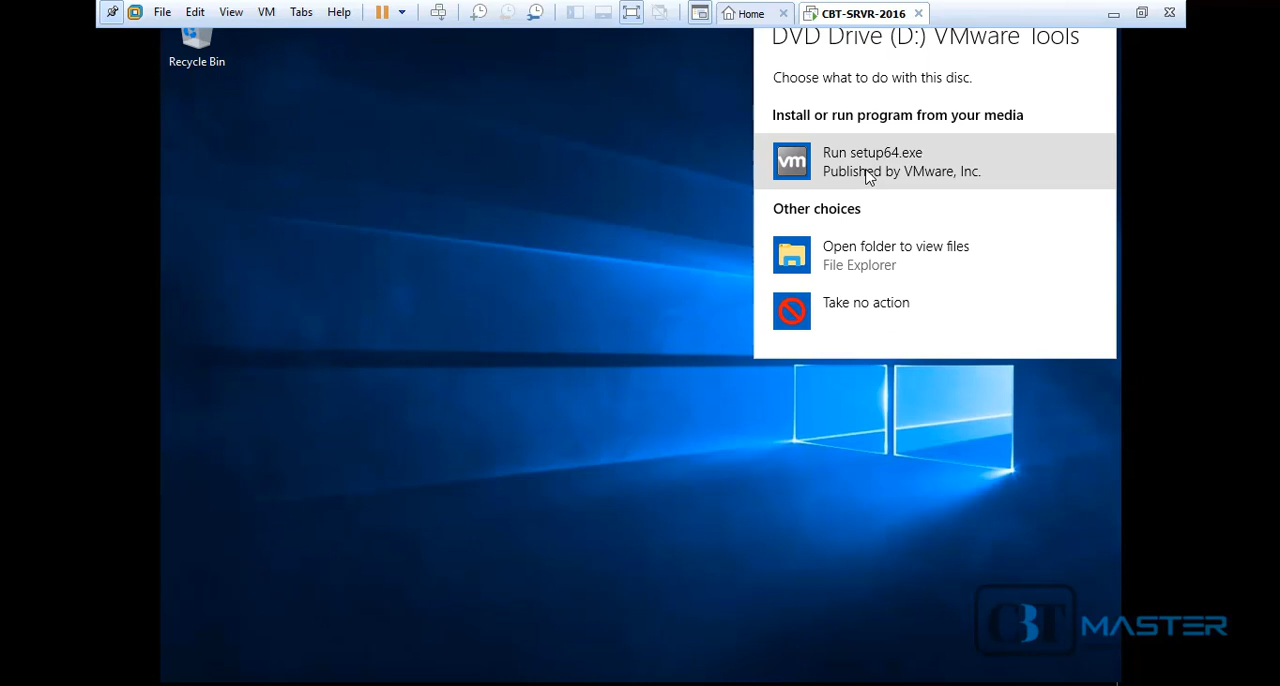 File Edit View VM Tabs Help Home CBT-SRVR-2016
Recycle Bin
DVD Drive (D:) VMware Tools
Choose what to do with this disc.
Install or run program from your media
vm
Run setup64.exe
Published by VMware, Inc.
Other choices
Open folder to view files
File Explorer
Take no action
CBT MASTER